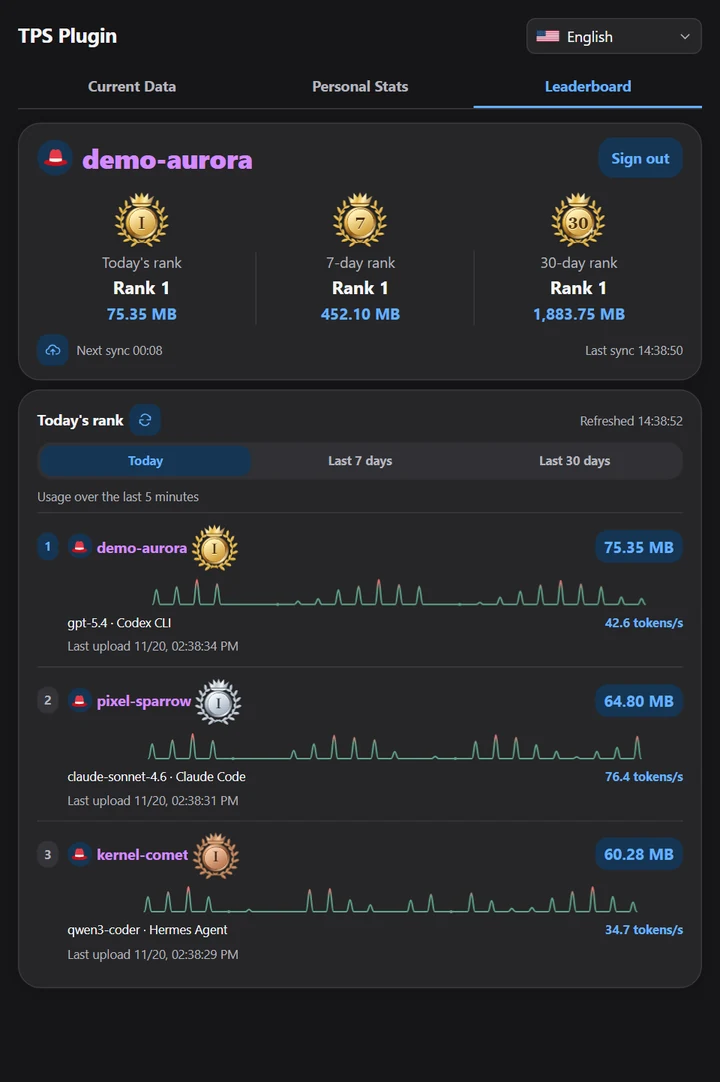 TPS Plugin
English
Current Data Personal Stats Leaderboard
demo-aurora
Sign out
I 7 30
Today's rank 7-day rank 30-day rank
Rank 1 Rank 1 Rank 1
75.35 MB 452.10 MB 1,883.75 MB
Next sync 00:08 Last sync 14:38:50
Today's rank Refreshed 14:38:52
Today Last 7 days Last 30 days
Usage over the last 5 minutes
1 demo-aurora I 75.35 MB
gpt-5.4 · Codex CLI 42.6 tokens/s
Last upload 11/20, 02:38:34 PM
2 pixel-sparrow I 64.80 MB
claude-sonnet-4.6 · Claude Code 76.4 tokens/s
Last upload 11/20, 02:38:31 PM
3 kernel-comet I 60.28 MB
qwen3-coder · Hermes Agent 34.7 tokens/s
Last upload 11/20, 02:38:29 PM